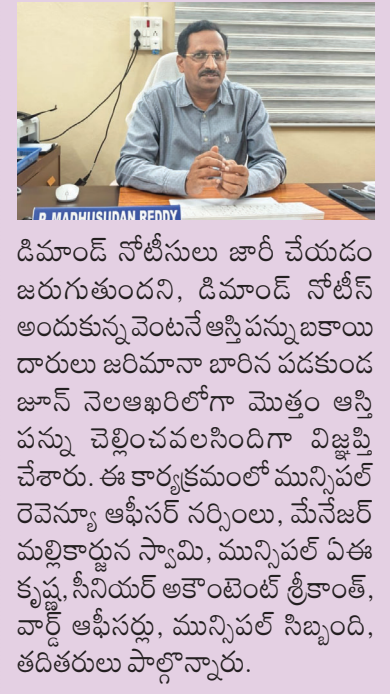 P. MADHUSUDAN REDDY
డిమాండ్ నోటీసులు జారీ చేయడం
జరుగుతుందని, డిమాండ్ నోటీస్
అందుకున్న వెంటనే ఆస్తి పన్ను బకాయి
దారులు జరిమానా బారిన పడకుండ
జూన్ నెలఆఖరిలోగా మొత్తం ఆస్తి
పన్ను చెల్లించవలసిందిగా విజ్ఞప్తి
చేశారు. ఈ కార్యక్రమంలో మున్సిపల్
రెవెన్యూ ఆఫీసర్ నర్సింలు, మేనేజర్
మల్లికార్జున స్వామి, మున్సిపల్ ఏఈ
కృష్ణ, సీనియర్ అకౌంటెంట్ శ్రీకాంత్,
వార్డ్ ఆఫీసర్లు, మున్సిపల్ సిబ్బంది,
తదితరులు పాల్గొన్నారు.